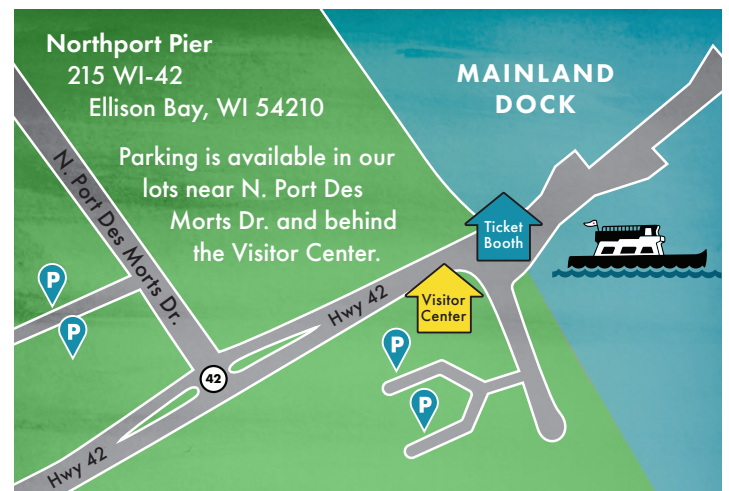 Northport Pier
215 WI-42
Ellison Bay, WI 54210
MAINLAND
DOCK
Parking is available in our
lots near N. Port Des
Morts Dr. and behind
the Visitor Center.
N. Port Des Morts Dr.
Ticket
Booth
Visitor
Center
Hwy 42
P
P
P
P
42
Hwy 42